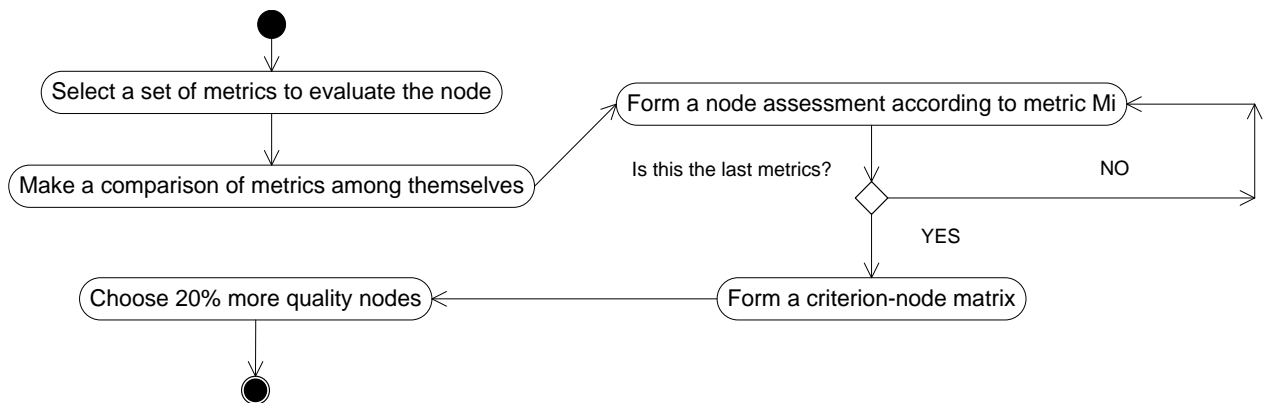 Select a set of metrics to evaluate the node
Make a comparison of metrics among themselves
Form a node assessment according to metric Mi
Is this the last metrics?
NO
YES
Form a criterion-node matrix
Choose 20% more quality nodes